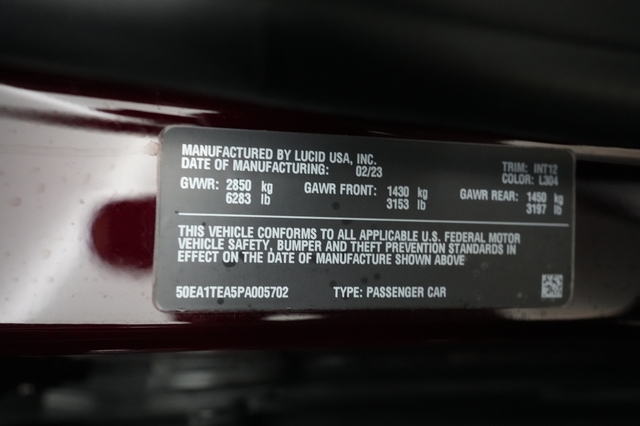 MANUFACTURED BY LUCID USA, INC.
DATE OF MANUFACTURING: 02/23
TRIM: INT12
COLOR: L304
GVWR: 2850 kg GAWR FRONT: 1430 kg GAWR REAR: 1450 kg
6283 lb 3153 lb 3197 lb
THIS VEHICLE CONFORMS TO ALL APPLICABLE U.S. FEDERAL MOTOR
VEHICLE SAFETY, BUMPER AND THEFT PREVENTION STANDARDS IN
EFFECT ON THE DATE OF MANUFACTURE SHOWN ABOVE
50EA1TEA5PA005702 TYPE: PASSENGER CAR